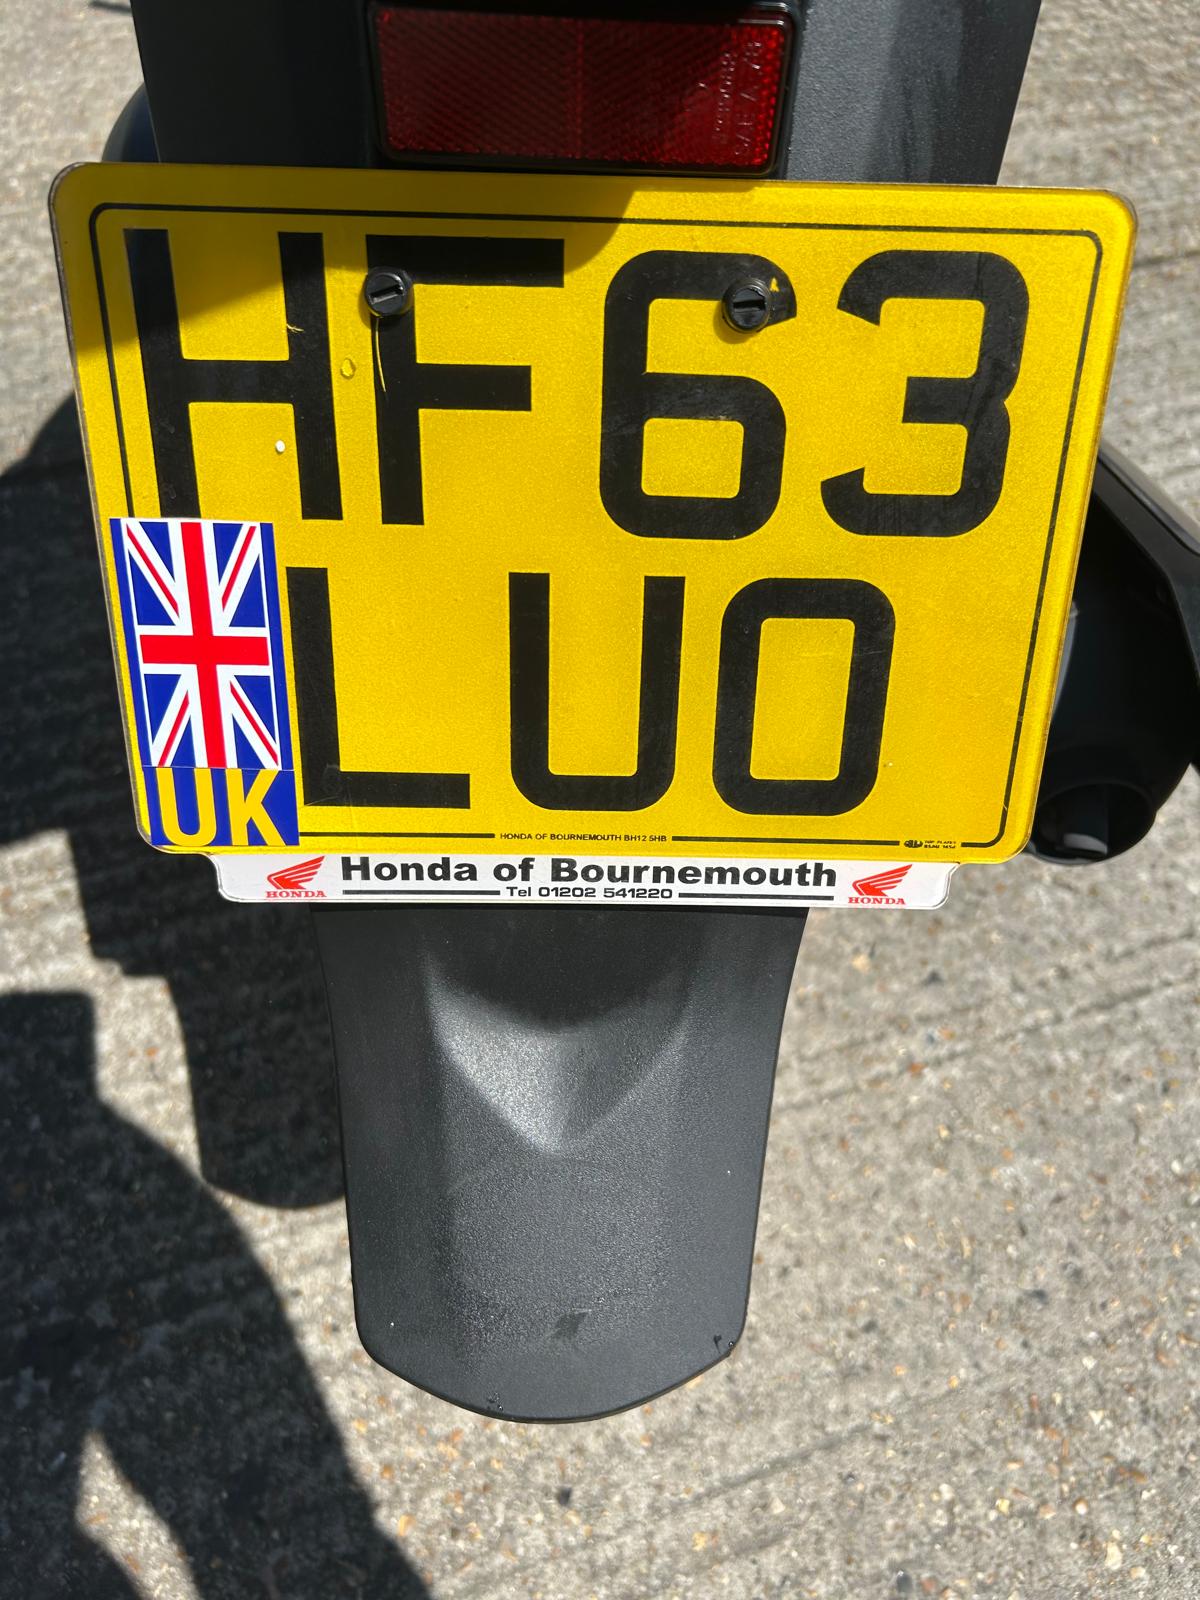 HF63
LUO
UK
HONDA OF BOURNEMOUTH BH12 5HB
Honda of Bournemouth
Tel 01202 541220
HONDA
HONDA